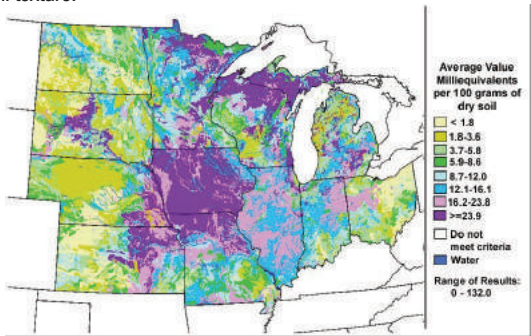 Average Value
Milliequivalents
per 100 grams of
dry soil
< 1.8
1.8-3.6
3.7-5.8
5.9-8.6
8.7-12.0
12.1-16.1
16.2-23.8
>=23.9
Do not
meet criteria
Water
Range of Results:
0 - 132.0